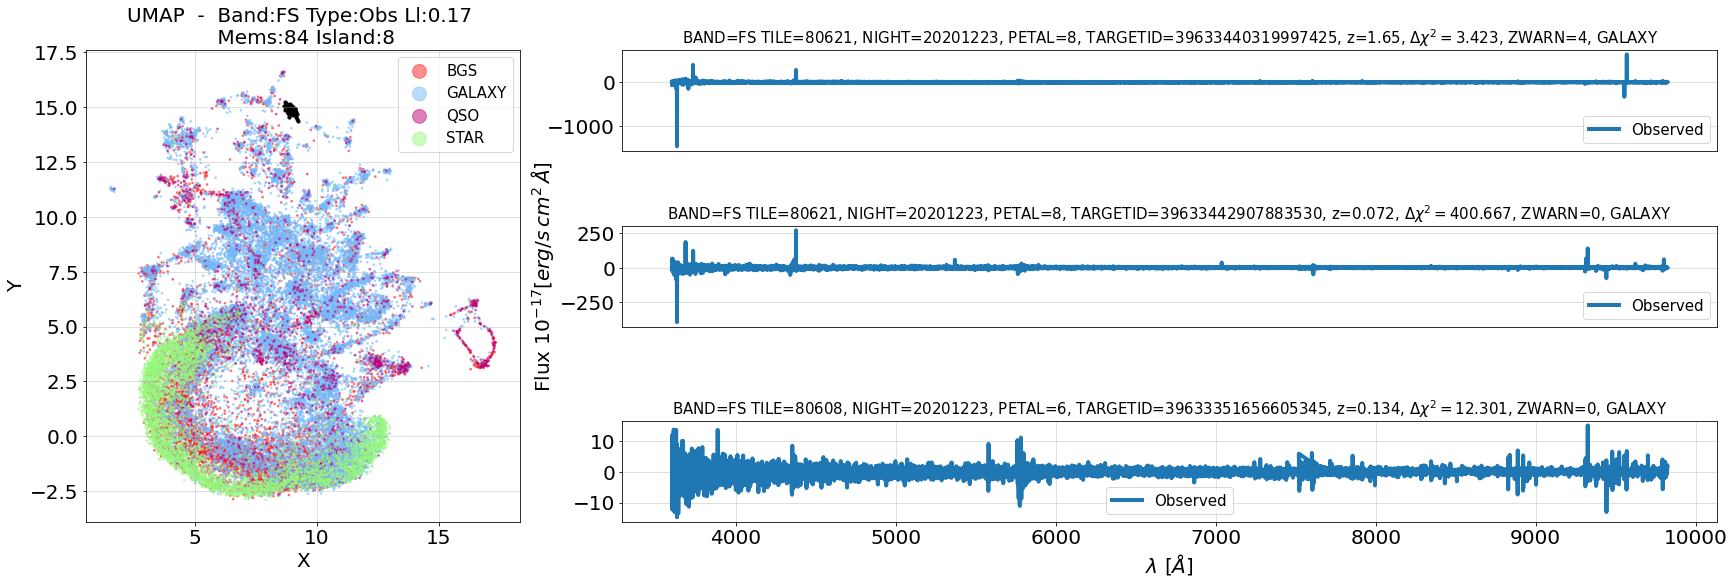 UMAP - Band:FS Type:Obs Ll:0.17
Mems:84 Island:8
17.5
15.0
12.5
10.0
7.5
5.0
2.5
0.0
−2.5
Y
5
10
15
X
BGS
GALAXY
QSO
STAR
BAND=FS TILE=80621, NIGHT=20201223, PETAL=8, TARGETID=39633440319997425, z=1.65, Δχ² = 3.423, ZWARN=4, GALAXY
0
−1000
Observed
BAND=FS TILE=80621, NIGHT=20201223, PETAL=8, TARGETID=39633442907883530, z=0.072, Δχ² = 400.667, ZWARN=0, GALAXY
250
0
−250
Observed
Flux 10⁻¹⁷[erg/s cm² Å]
BAND=FS TILE=80608, NIGHT=20201223, PETAL=6, TARGETID=39633351656605345, z=0.134, Δχ² = 12.301, ZWARN=0, GALAXY
10
0
−10
Observed
4000
5000
6000
7000
8000
9000
10000
λ [Å]